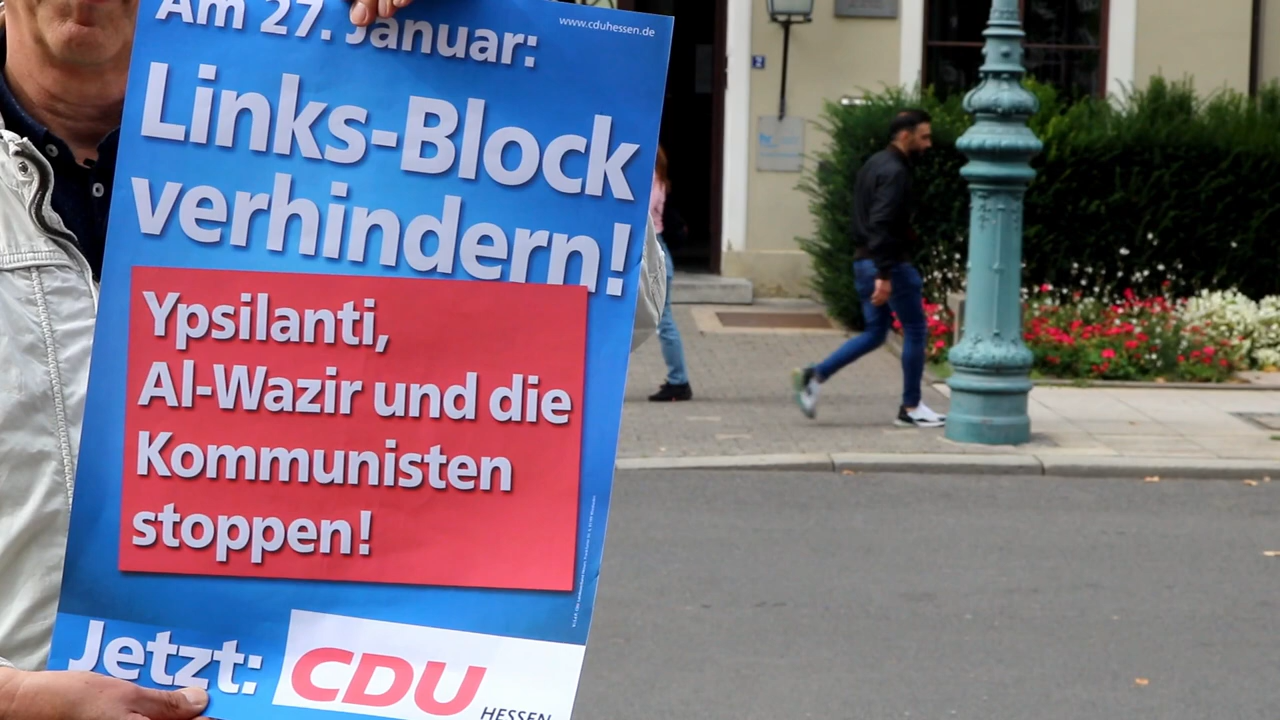 Am 27. Januar:
www.cduhessen.de
Links-Block
verhindern!
Ypsilanti,
Al-Wazir und die
Kommunisten
stoppen!
Jetzt:
CDU
HESSEN